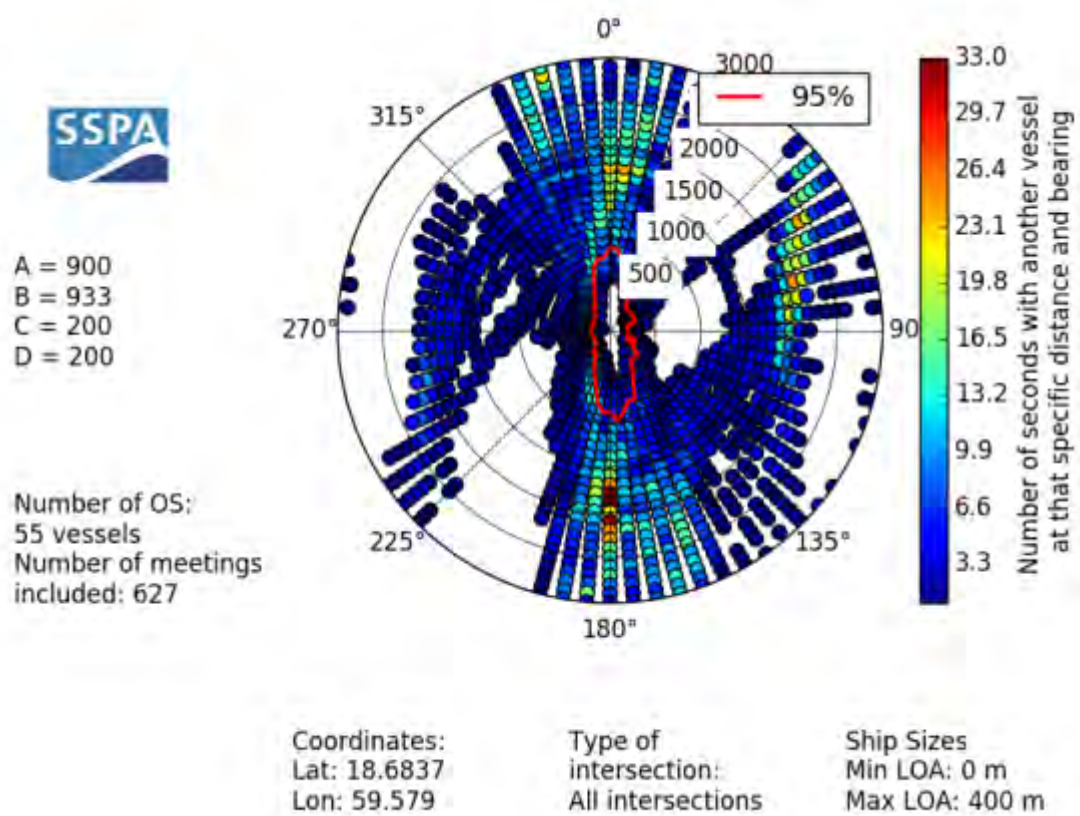 0°
3000
95%
33.0
SSPA
315°
29.7
2000
26.4
1500
1000
23.1
500
A = 900
B = 933
C = 200
D = 200
19.8
270°
90
16.5
13.2
9.9
Number of OS:
55 vessels
Number of meetings
included: 627
6.6
225°
135°
3.3
180°
Number of seconds with another vessel
at that specific distance and bearing
Coordinates:
Lat: 18.6837
Lon: 59.579
Type of
intersection:
All intersections
Ship Sizes
Min LOA: 0 m
Max LOA: 400 m